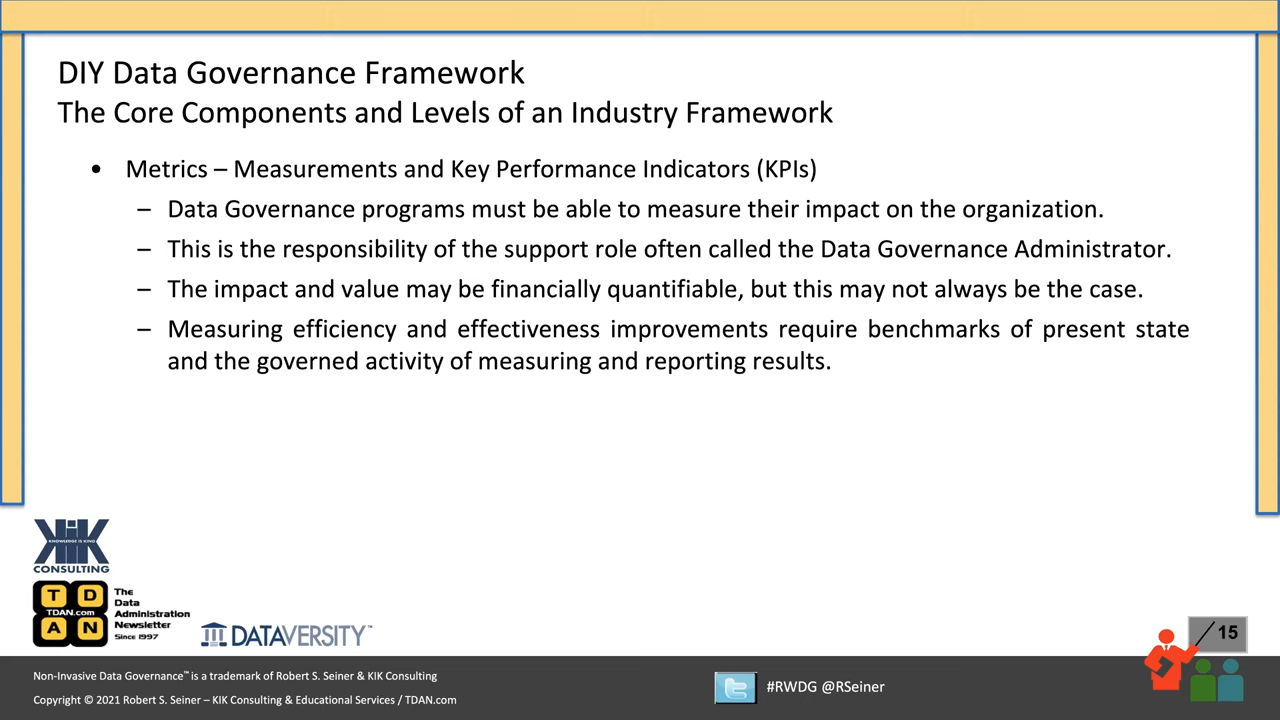 DIY Data Governance Framework
The Core Components and Levels of an Industry Framework
• Metrics – Measurements and Key Performance Indicators (KPIs)
– Data Governance programs must be able to measure their impact on the organization.
– This is the responsibility of the support role often called the Data Governance Administrator.
– The impact and value may be financially quantifiable, but this may not always be the case.
– Measuring efficiency and effectiveness improvements require benchmarks of present state
and the governed activity of measuring and reporting results.
KIK
KNOWLEDGE IS KIND
CONSULTING
T D
TDAN.com
A N
The
Data
Administration
Newsletter
Since 1997
DATAVERSITY™
15
Non-Invasive Data Governance™ is a trademark of Robert S. Seiner & KIK Consulting
Copyright © 2021 Robert S. Seiner – KIK Consulting & Educational Services / TDAN.com
#RWDG @RSeiner